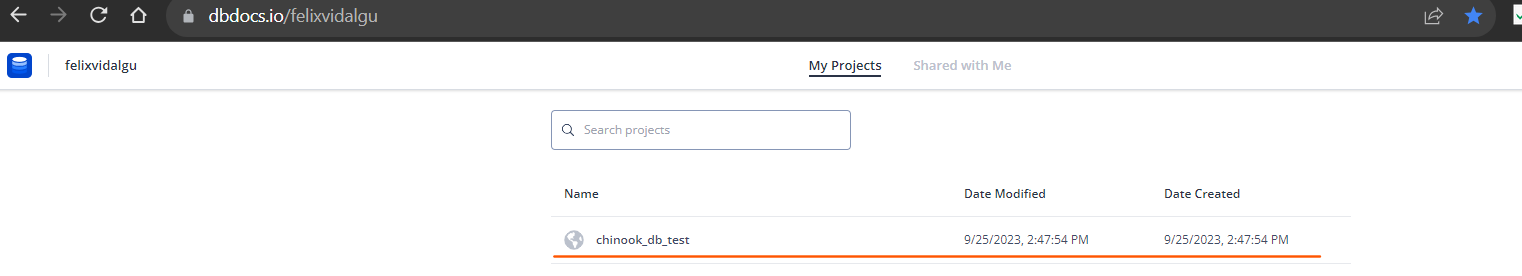 dbdocs.io/felixvidalgu
felixvidalgu My Projects Shared with Me
Search projects
Name Date Modified Date Created
chinook_db_test 9/25/2023, 2:47:54 PM 9/25/2023, 2:47:54 PM